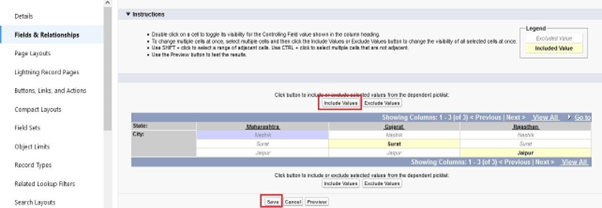 Details
Fields & Relationships
Page Layouts
Lightning Record Pages
Buttons, Links, and Actions
Compact Layouts
Field Sets
Object Limits
Record Types
Related Lookup Filters
Search Layouts
▼ Instructions
• Double click on a cell to toggle its visibility for the Controlling Field value shown in the column heading.
• To change multiple cells at once, select multiple cells and then click the Include Values or Exclude Values button to change the visibility of all selected cells at once.
• Use SHIFT + click to select a range of adjacent cells. Use CTRL + click to select multiple cells that are not adjacent.
• Use the Preview button to test the results.
Legend
Excluded Value
Included Value
Click button to include or exclude selected values from the dependent picklist:
Include Values Exclude Values
Showing Columns: 1 - 3 (of 3) < Previous | Next > View All Go to
State: Maharashtra Gujarat Rajasthan
City: Nashik Nashik Nashik
Surat Surat Surat
Jaipur Jaipur Jaipur
Showing Columns: 1 - 3 (of 3) < Previous | Next > View All
Click button to include or exclude selected values from the dependent picklist:
Include Values Exclude Values
Save Cancel Preview